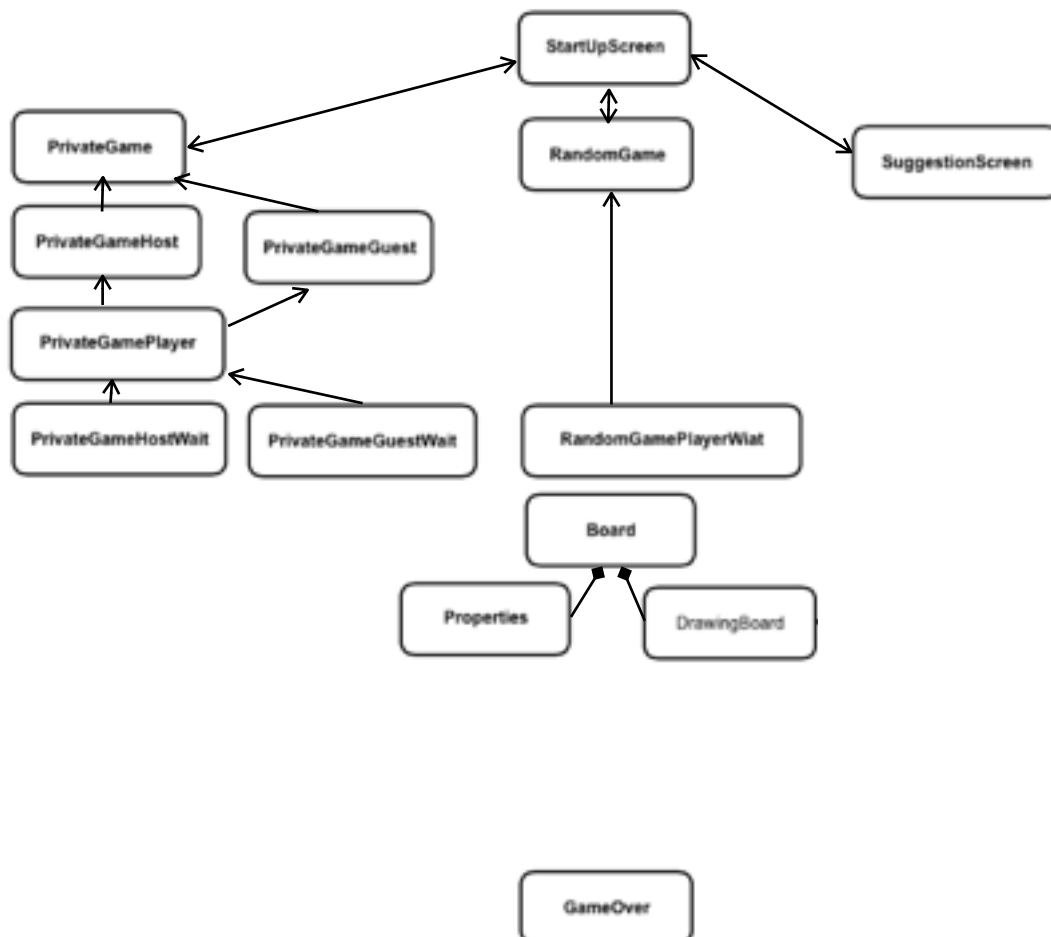 StartUpScreen
PrivateGame
RandomGame
SuggestionScreen
PrivateGameHost
PrivateGameGuest
PrivateGamePlayer
PrivateGameHostWait
PrivateGameGuestWait
RandomGamePlayerWiat
Board
Properties
DrawingBoard
GameOver